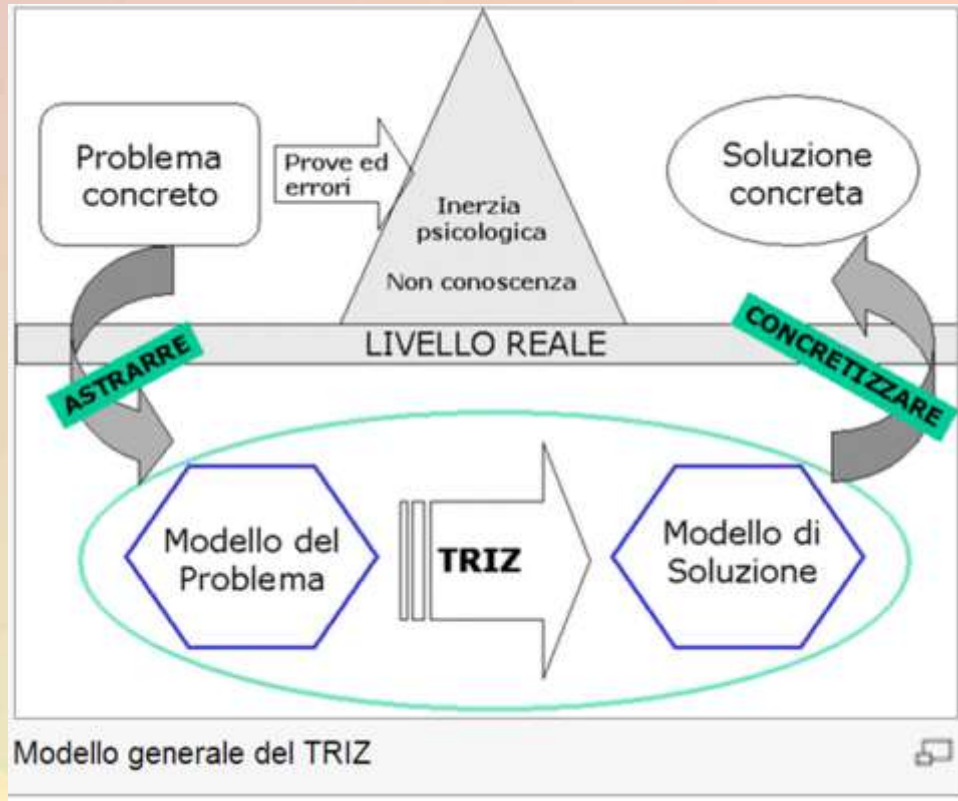 Problema
concreto
Prove ed
errori
Inerzia
psicologica
Non conoscenza
Soluzione
concreta
LIVELLO REALE
ASTRARRE
CONCRETIZZARE
Modello del
Problema
TRIZ
Modello di
Soluzione
Modello generale del TRIZ